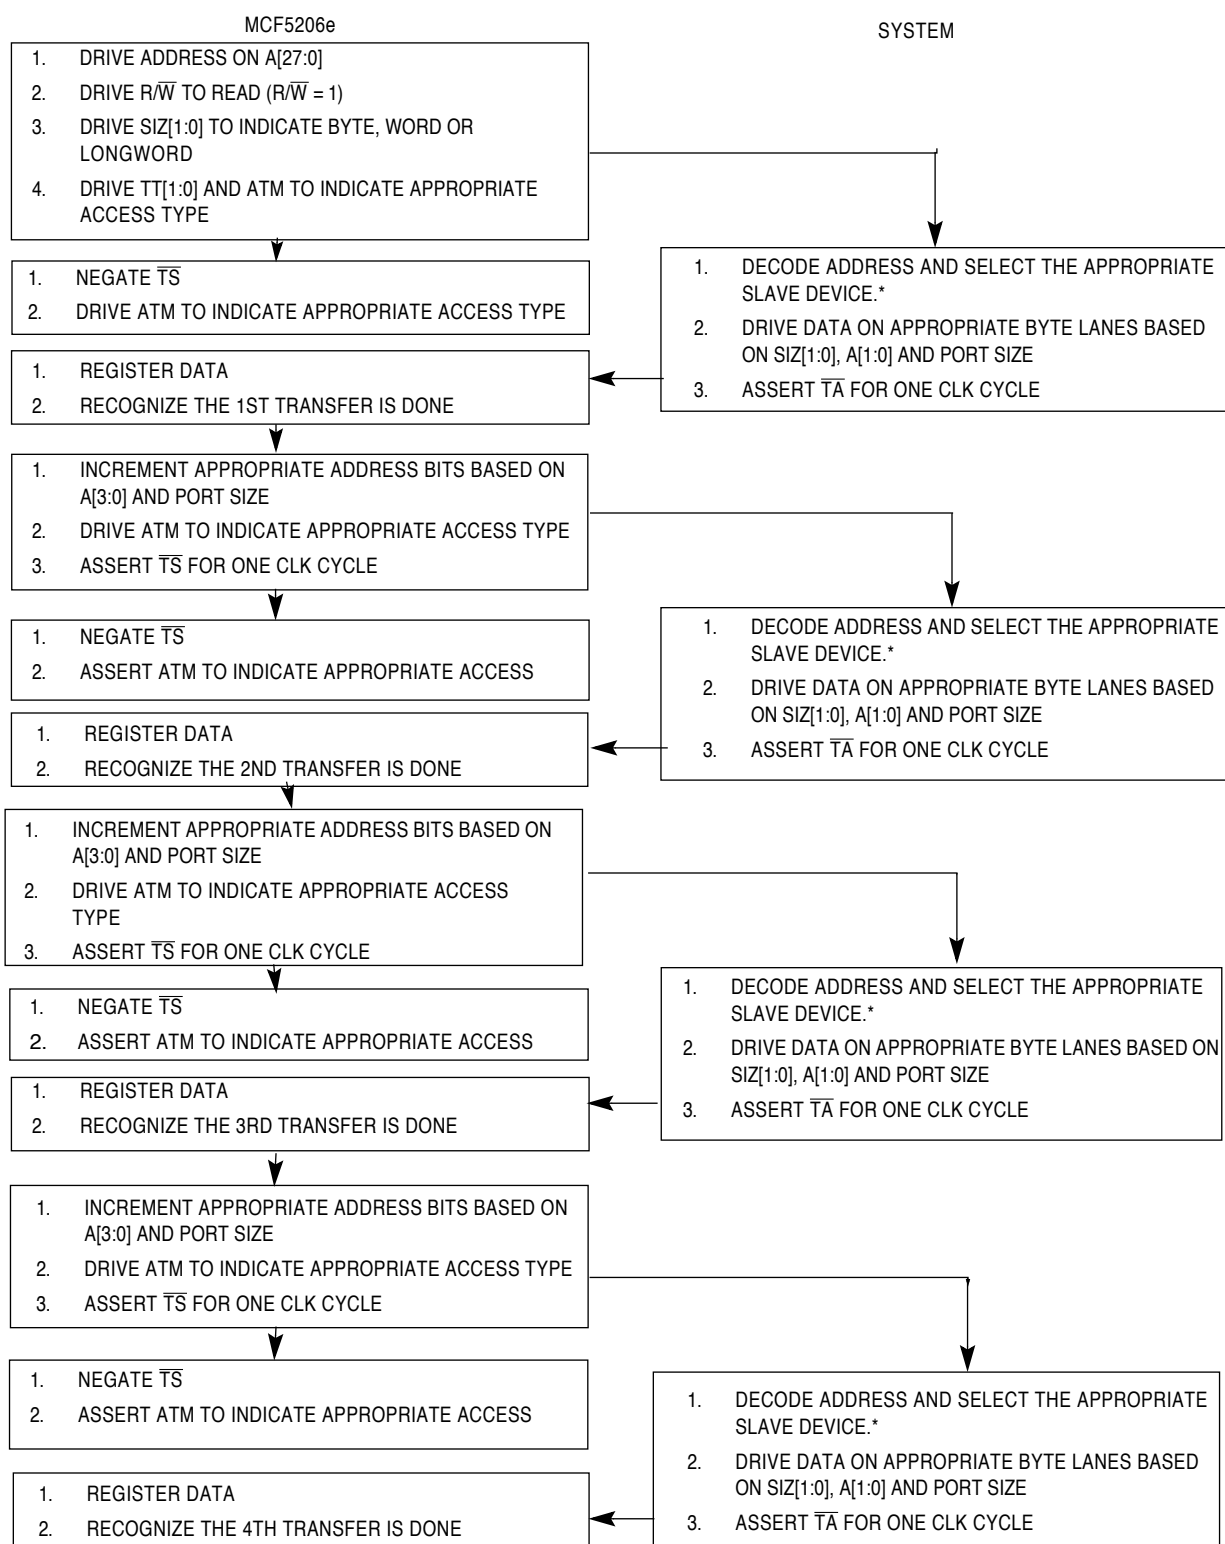 MCF5206e
SYSTEM
1. DRIVE ADDRESS ON A[27:0]
2. DRIVE R/W̅ TO READ (R/W̅ = 1)
3. DRIVE SIZ[1:0] TO INDICATE BYTE, WORD OR
LONGWORD
4. DRIVE TT[1:0] AND ATM TO INDICATE APPROPRIATE
ACCESS TYPE
1. NEGATE T̅S̅
2. DRIVE ATM TO INDICATE APPROPRIATE ACCESS TYPE
1. DECODE ADDRESS AND SELECT THE APPROPRIATE
SLAVE DEVICE.*
2. DRIVE DATA ON APPROPRIATE BYTE LANES BASED
ON SIZ[1:0], A[1:0] AND PORT SIZE
3. ASSERT T̅A̅ FOR ONE CLK CYCLE
1. REGISTER DATA
2. RECOGNIZE THE 1ST TRANSFER IS DONE
1. INCREMENT APPROPRIATE ADDRESS BITS BASED ON
A[3:0] AND PORT SIZE
2. DRIVE ATM TO INDICATE APPROPRIATE ACCESS TYPE
3. ASSERT T̅S̅ FOR ONE CLK CYCLE
1. NEGATE T̅S̅
2. ASSERT ATM TO INDICATE APPROPRIATE ACCESS
1. DECODE ADDRESS AND SELECT THE APPROPRIATE
SLAVE DEVICE.*
2. DRIVE DATA ON APPROPRIATE BYTE LANES BASED
ON SIZ[1:0], A[1:0] AND PORT SIZE
3. ASSERT T̅A̅ FOR ONE CLK CYCLE
1. REGISTER DATA
2. RECOGNIZE THE 2ND TRANSFER IS DONE
1. INCREMENT APPROPRIATE ADDRESS BITS BASED ON
A[3:0] AND PORT SIZE
2. DRIVE ATM TO INDICATE APPROPRIATE ACCESS
TYPE
3. ASSERT T̅S̅ FOR ONE CLK CYCLE
1. NEGATE T̅S̅
2. ASSERT ATM TO INDICATE APPROPRIATE ACCESS
1. DECODE ADDRESS AND SELECT THE APPROPRIATE
SLAVE DEVICE.*
2. DRIVE DATA ON APPROPRIATE BYTE LANES BASED ON
SIZ[1:0], A[1:0] AND PORT SIZE
3. ASSERT T̅A̅ FOR ONE CLK CYCLE
1. REGISTER DATA
2. RECOGNIZE THE 3RD TRANSFER IS DONE
1. INCREMENT APPROPRIATE ADDRESS BITS BASED ON
A[3:0] AND PORT SIZE
2. DRIVE ATM TO INDICATE APPROPRIATE ACCESS TYPE
3. ASSERT T̅S̅ FOR ONE CLK CYCLE
1. NEGATE T̅S̅
2. ASSERT ATM TO INDICATE APPROPRIATE ACCESS
1. DECODE ADDRESS AND SELECT THE APPROPRIATE
SLAVE DEVICE.*
2. DRIVE DATA ON APPROPRIATE BYTE LANES BASED
ON SIZ[1:0], A[1:0] AND PORT SIZE
3. ASSERT T̅A̅ FOR ONE CLK CYCLE
1. REGISTER DATA
2. RECOGNIZE THE 4TH TRANSFER IS DONE